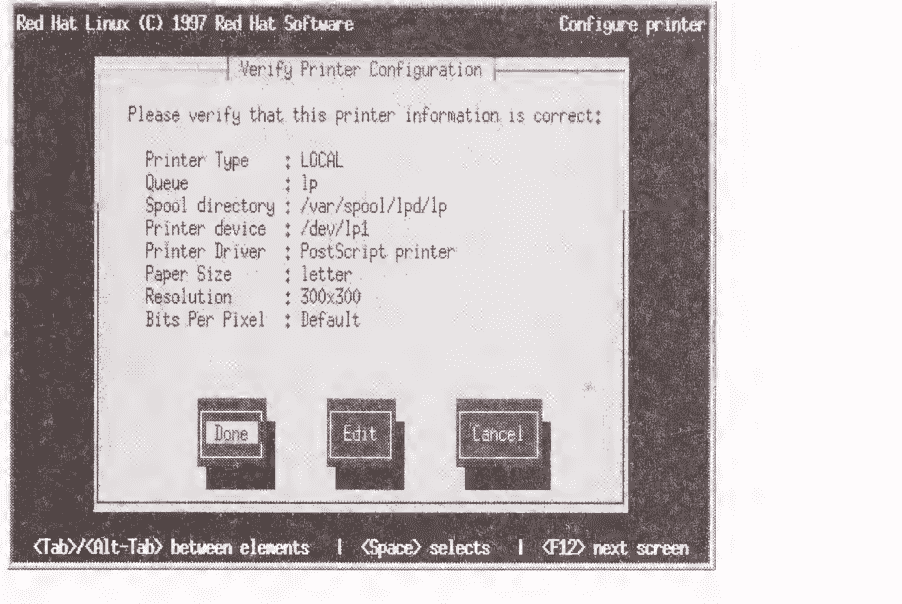 Red Hat Linux (C) 1997 Red Hat Software Configure printer
Verify Printer Configuration
Please verify that this printer information is correct:
Printer Type : LOCAL
Queue : lp
Spool directory : /var/spool/lpd/lp
Printer device : /dev/lp1
Printer Driver : PostScript printer
Paper Size : letter
Resolution : 300x300
Bits Per Pixel : Default
Done Edit Cancel
<Tab>/<Alt-Tab> between elements | <Space> selects | <F12> next screen